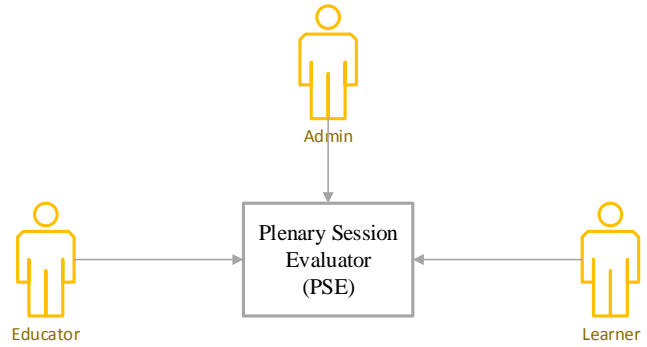 Admin
Plenary Session
Evaluator
(PSE)
Educator
Learner